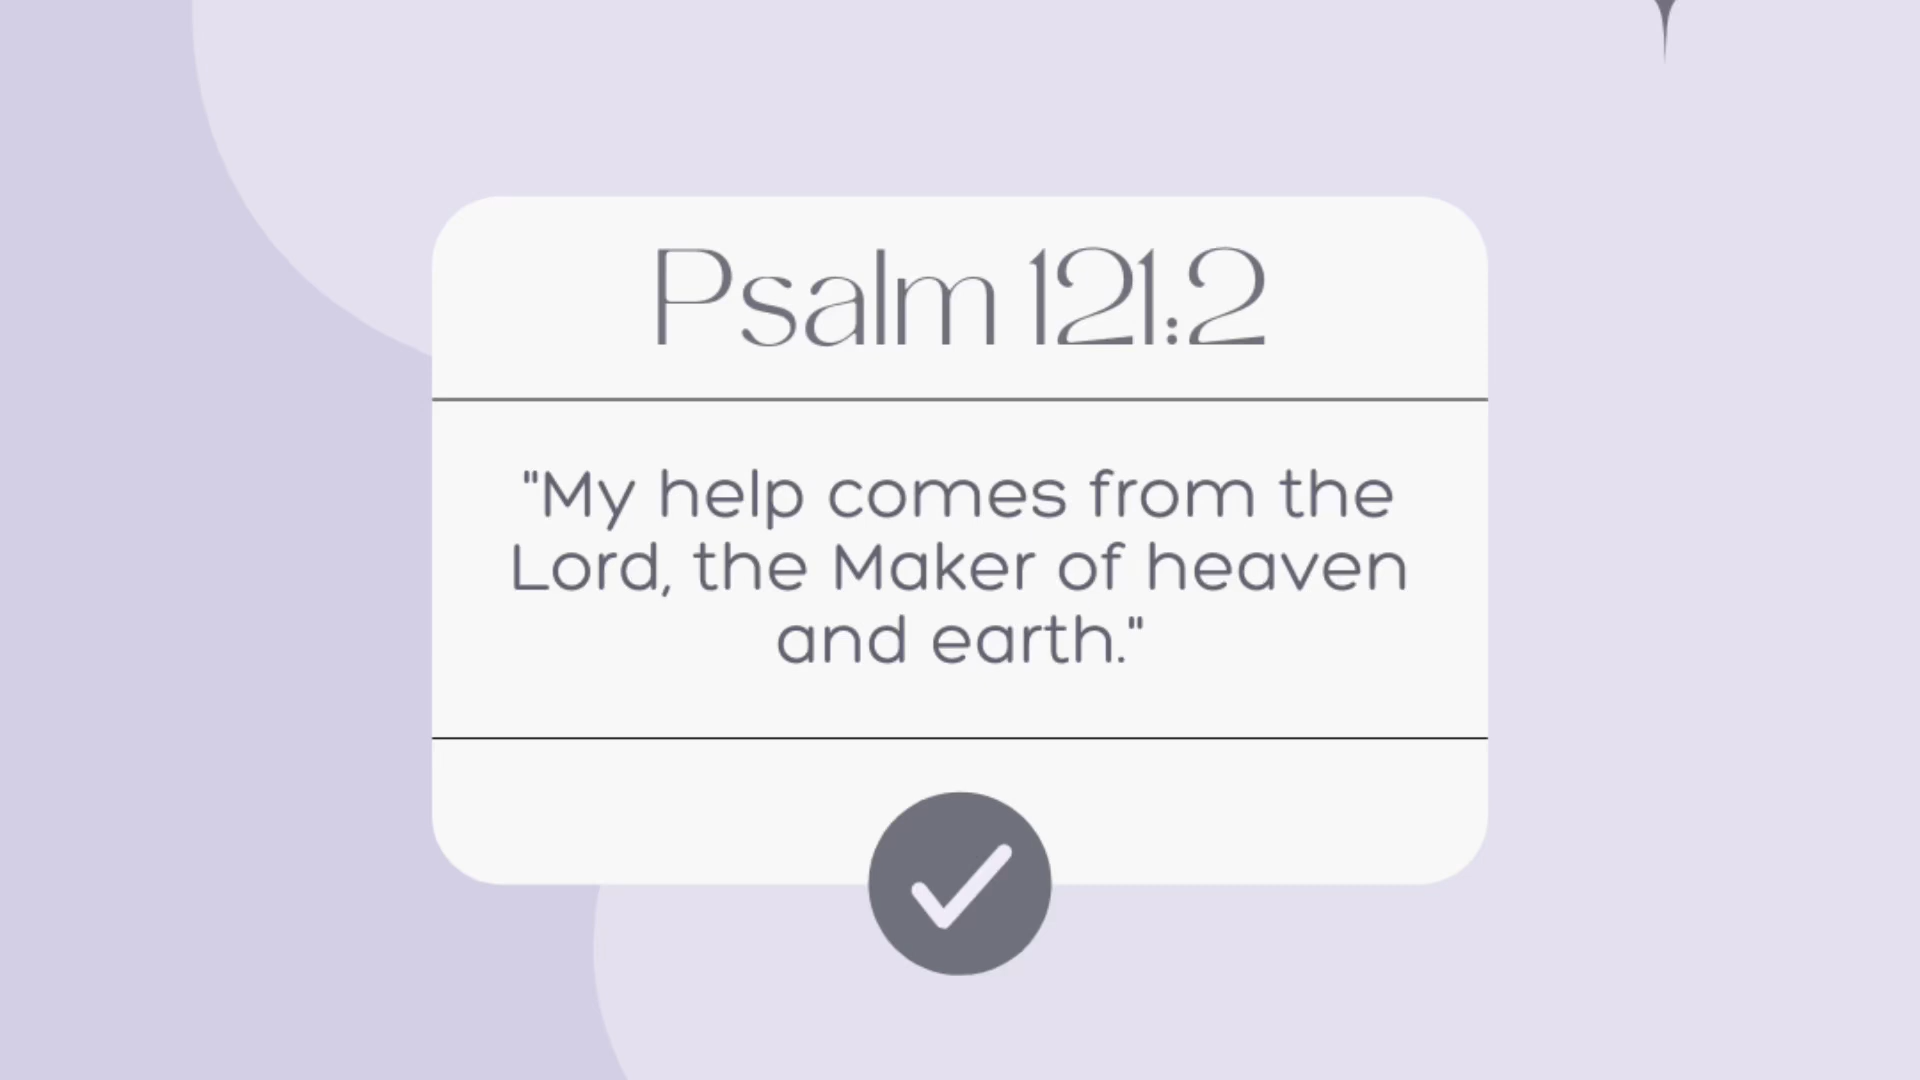 Psalm 121:2
"My help comes from the
Lord, the Maker of heaven
and earth."